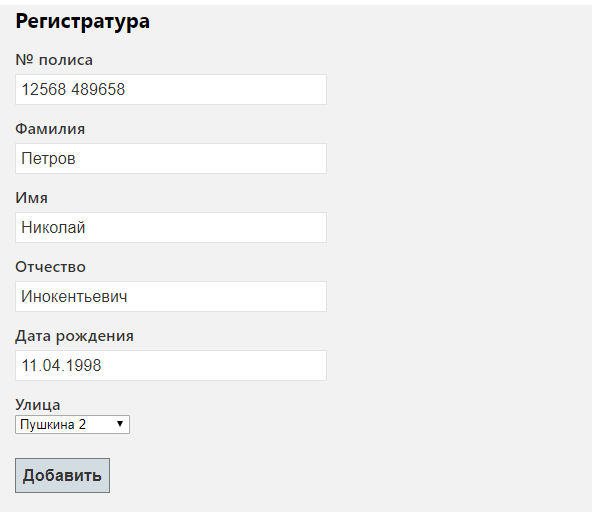 Регистратура
№ полиса
12568 489658
Фамилия
Петров
Имя
Николай
Отчество
Инокентьевич
Дата рождения
11.04.1998
Улица
Пушкина 2
Добавить